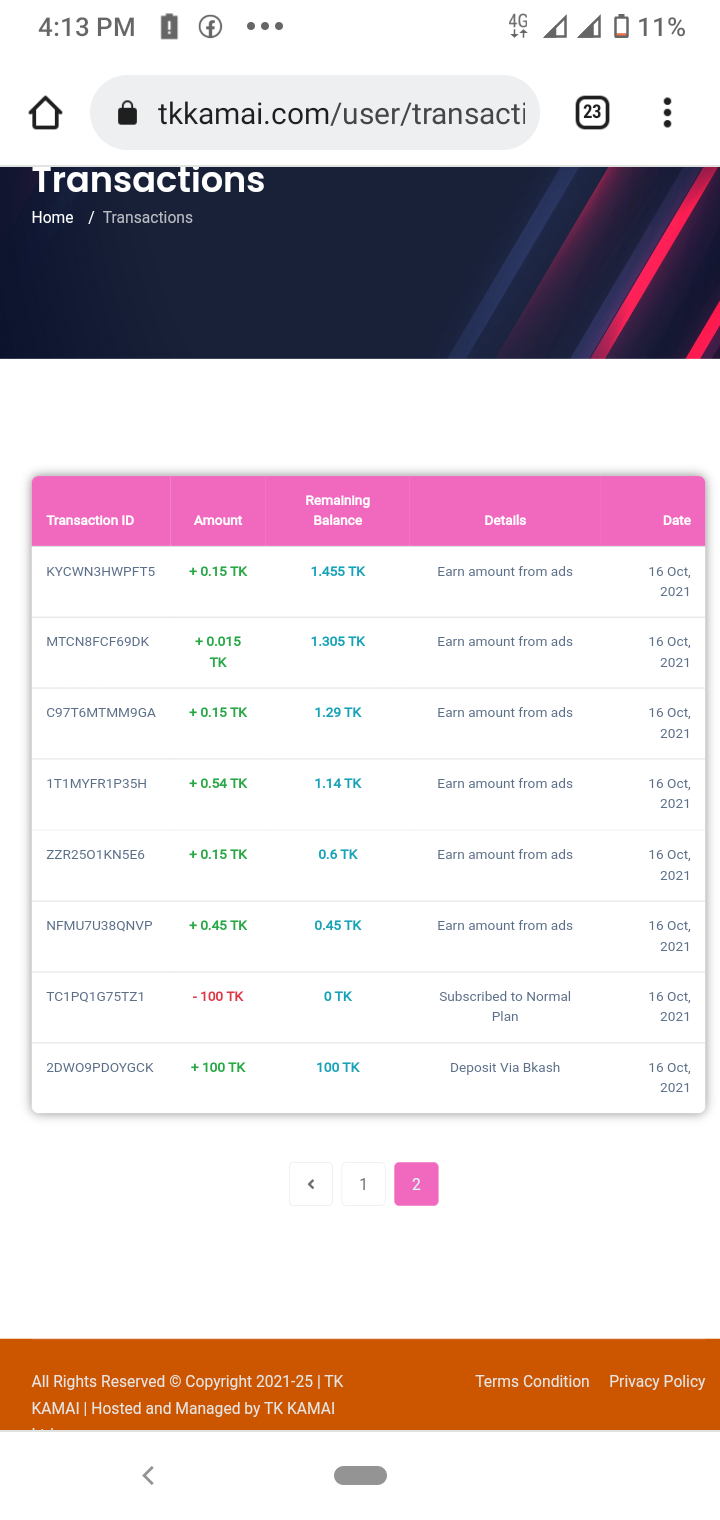 4:13 PM 4G 11%
tkkamai.com/user/transacti
23
Transactions
Home / Transactions
Transaction ID Amount Remaining Balance Details Date
KYCWN3HWPFT5 + 0.15 TK 1.455 TK Earn amount from ads 16 Oct, 2021
MTCN8FCF69DK + 0.015 TK 1.305 TK Earn amount from ads 16 Oct, 2021
C97T6MTMM9GA + 0.15 TK 1.29 TK Earn amount from ads 16 Oct, 2021
1T1MYFR1P35H + 0.54 TK 1.14 TK Earn amount from ads 16 Oct, 2021
ZZR25O1KN5E6 + 0.15 TK 0.6 TK Earn amount from ads 16 Oct, 2021
NFMU7U38QNVP + 0.45 TK 0.45 TK Earn amount from ads 16 Oct, 2021
TC1PQ1G75TZ1 - 100 TK 0 TK Subscribed to Normal Plan 16 Oct, 2021
2DWO9PDOYGCK + 100 TK 100 TK Deposit Via Bkash 16 Oct, 2021
1 2
All Rights Reserved © Copyright 2021-25 | TK
KAMAI | Hosted and Managed by TK KAMAI
Terms Condition Privacy Policy